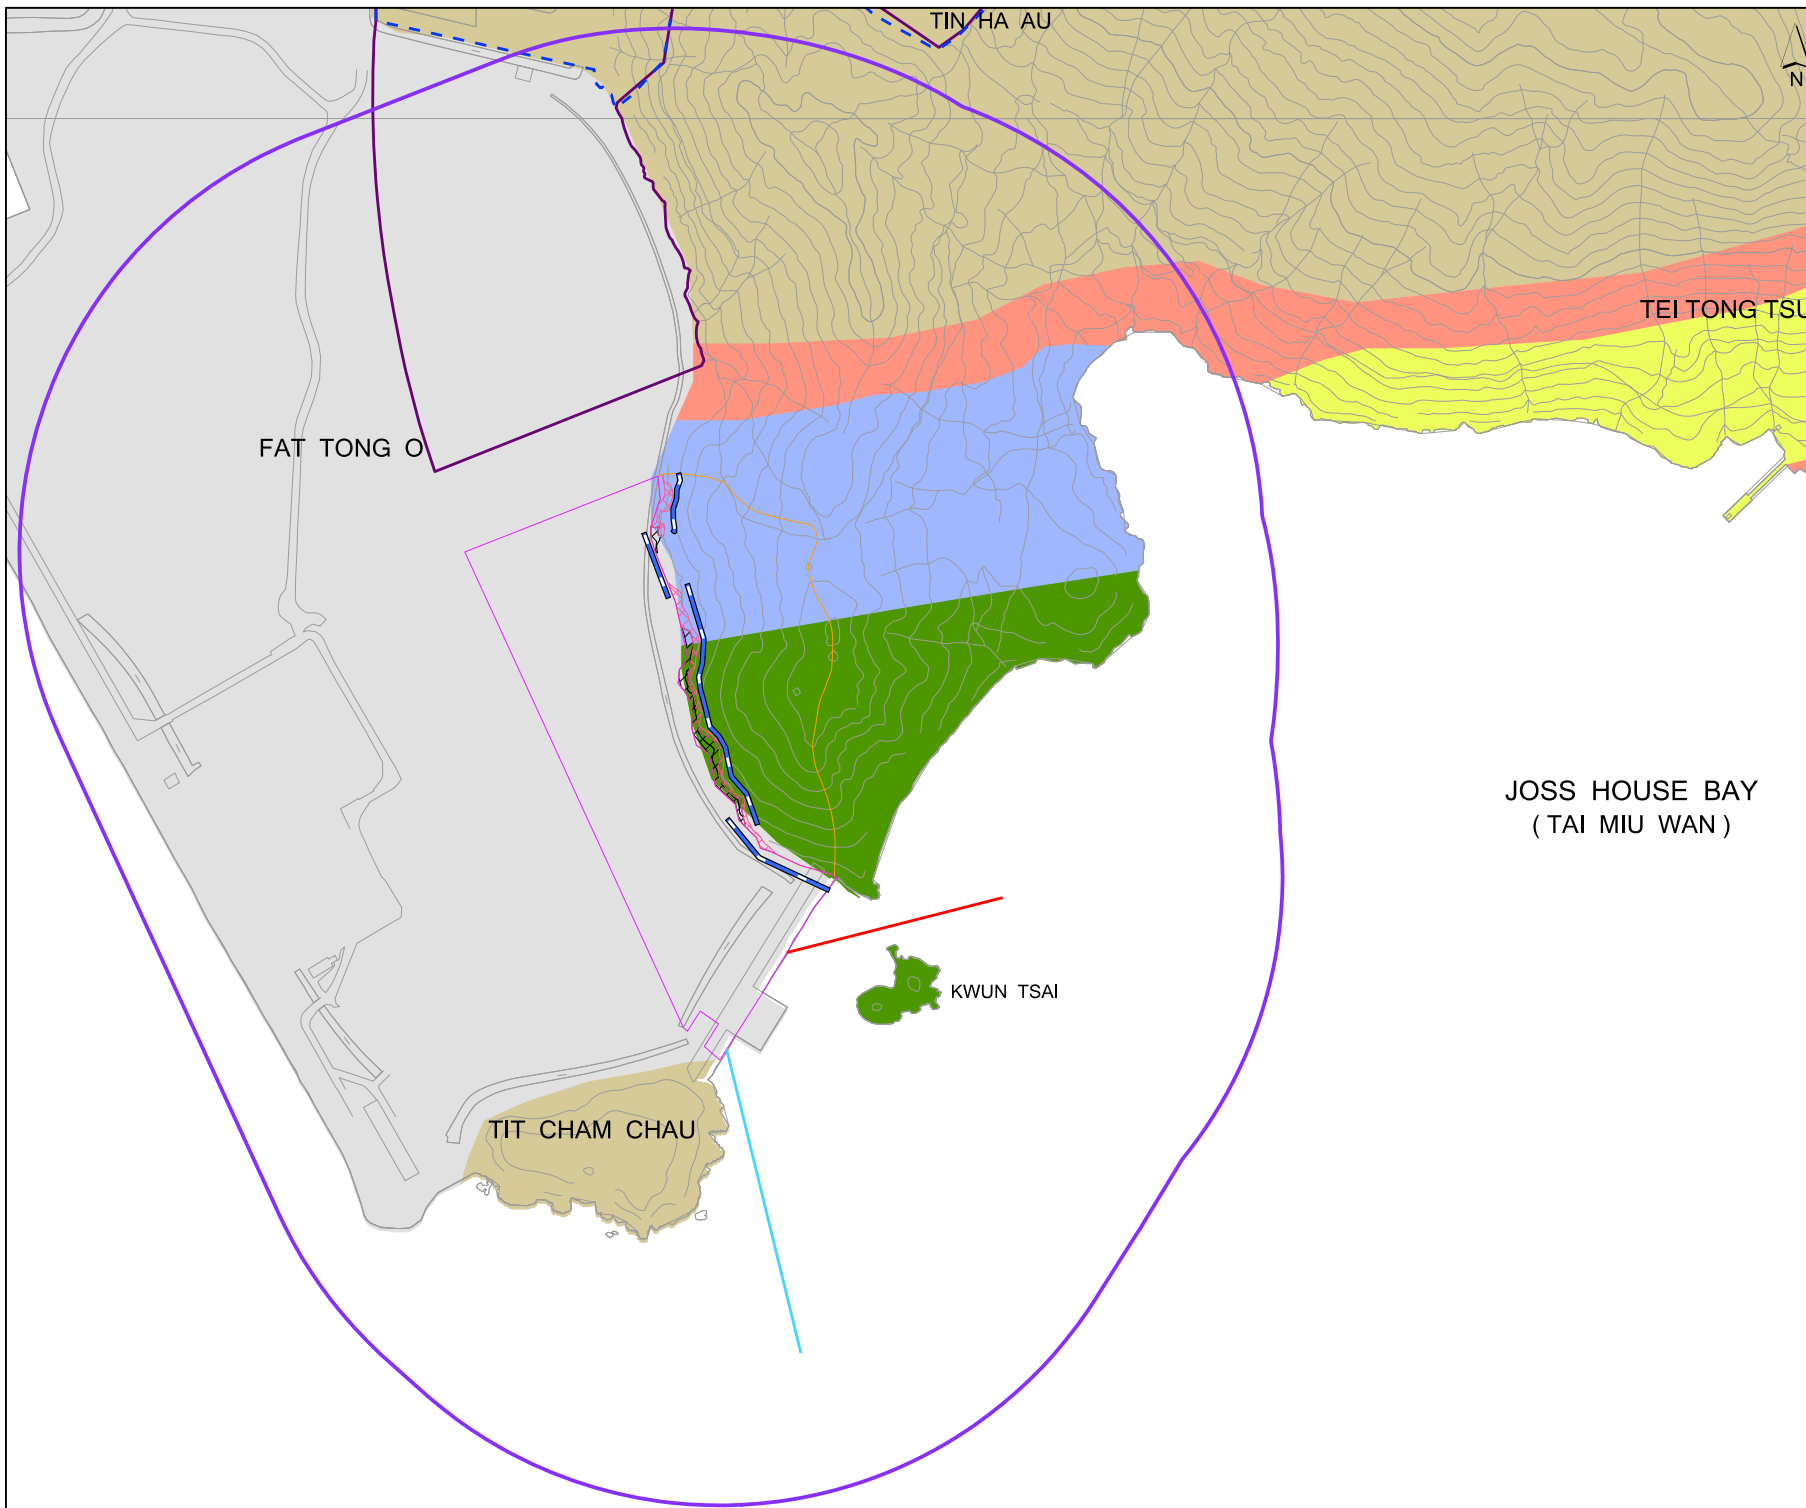 TIN HA AU
N
TEI TONG TSU
FAT TONG O
JOSS HOUSE BAY
( TAI MIU WAN )
KWUN TSAI
TIT CHAM CHAU